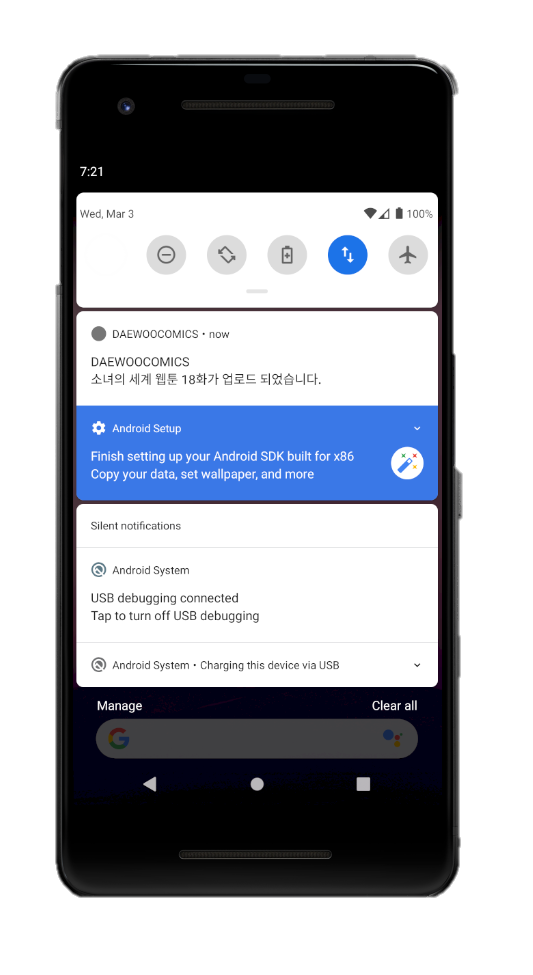 7:21
Wed, Mar 3
100%
DAEWOOCOMICS • now
DAEWOOCOMICS
소녀의 세계 웹툰 18화가 업로드 되었습니다.
Android Setup
Finish setting up your Android SDK built for x86
Copy your data, set wallpaper, and more
Silent notifications
Android System
USB debugging connected
Tap to turn off USB debugging
Android System • Charging this device via USB
Manage
Clear all